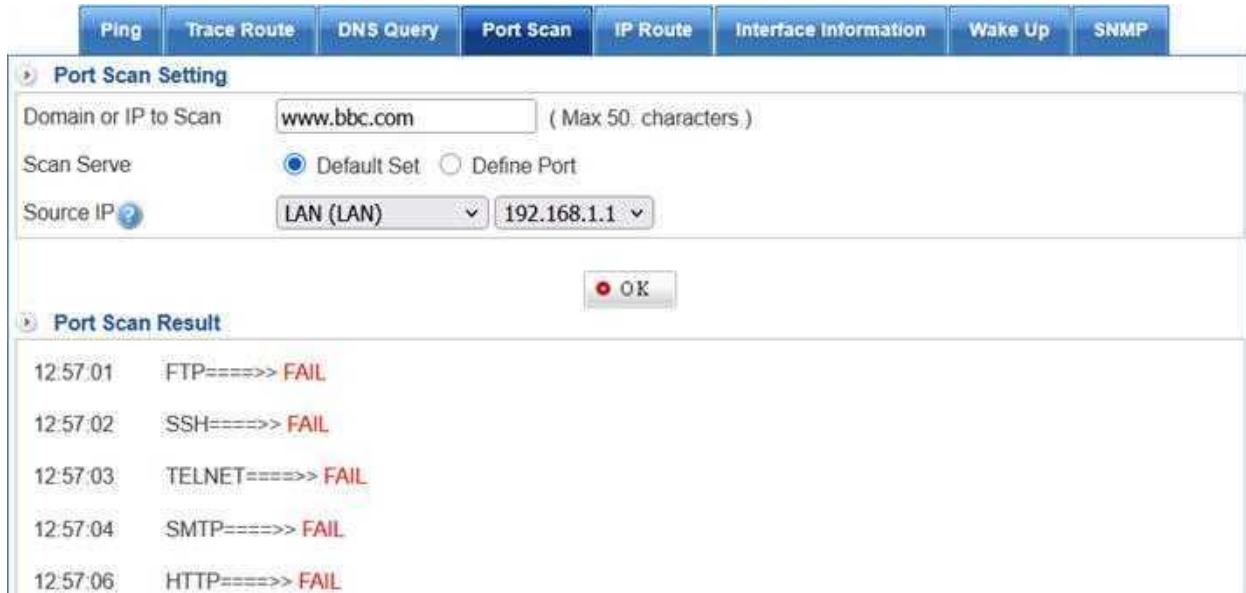 Ping Trace Route DNS Query Port Scan IP Route Interface Information Wake Up SNMP
Port Scan Setting
Domain or IP to Scan www.bbc.com ( Max 50. characters )
Scan Serve Default Set Define Port
Source IP ? LAN (LAN) 192.168.1.1
OK
Port Scan Result
12:57:01 FTP====>> FAIL
12:57:02 SSH====>> FAIL
12:57:03 TELNET====>> FAIL
12:57:04 SMTP====>> FAIL
12:57:06 HTTP====>> FAIL